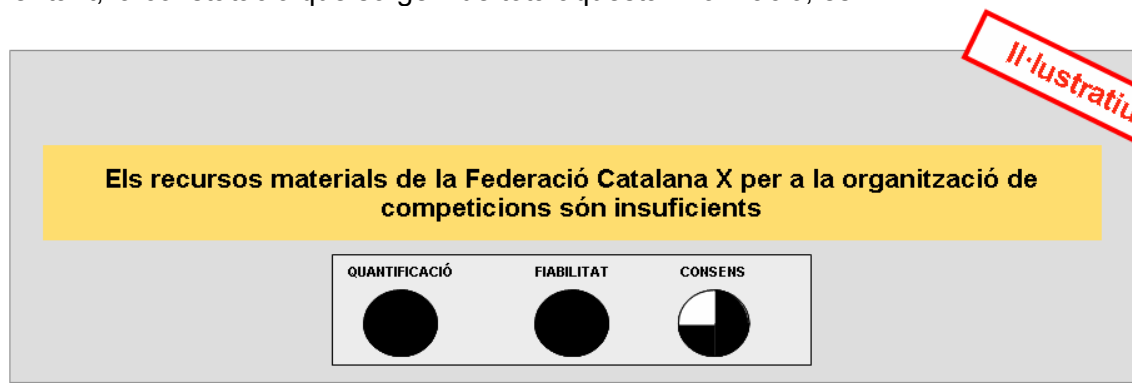 Il·lustratiu
Els recursos materials de la Federació Catalana X per a la organització de
competicions són insuficients
QUANTIFICACIÓ FIABILITAT CONSENS